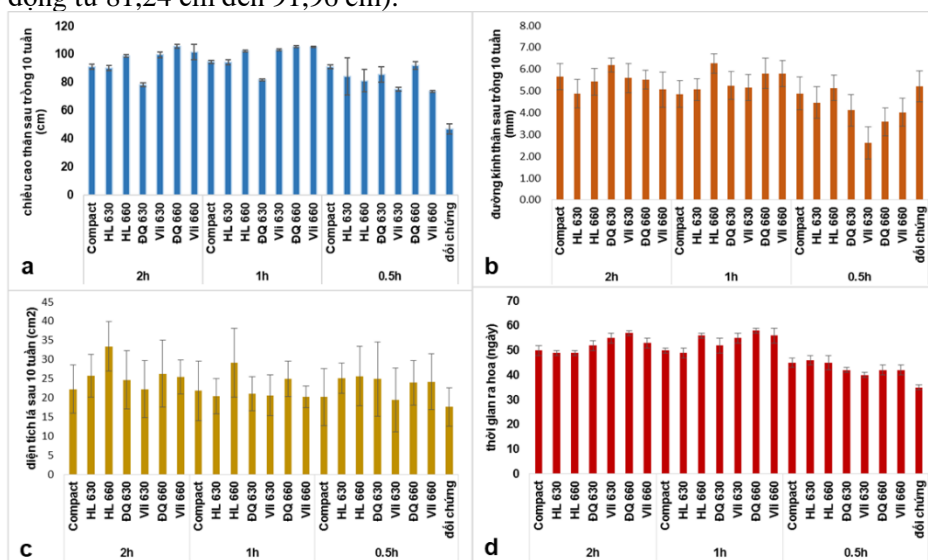 động từ 81,24 cm đến 91,96 cm).
chiều cao thân sau trồng 10 tuần
(cm)
120
100
80
60
40
20
0
Compact
HL 630
HL 660
ĐQ 630
VII 630
ĐQ 660
VII 660
Compact
HL 630
HL 660
ĐQ 630
VII 630
ĐQ 660
VII 660
Compact
HL 630
HL 660
ĐQ 630
VII 630
ĐQ 660
VII 660
đối chứng
2h
1h
0.5h
a
đường kính thân sau trồng 10 tuần
(mm)
8.00
7.00
6.00
5.00
4.00
3.00
2.00
1.00
0.00
Compact
HL 630
HL 660
ĐQ 630
VII 630
ĐQ 660
VII 660
Compact
HL 630
HL 660
ĐQ 630
VII 630
ĐQ 660
VII 660
Compact
HL 630
HL 660
ĐQ 630
VII 630
ĐQ 660
VII 660
đối chứng
2h
1h
0.5h
b
diện tích lá sau 10 tuần (cm2)
45
40
35
30
25
20
15
10
5
0
Compact
HL 630
HL 660
ĐQ 630
VII 630
ĐQ 660
VII 660
Compact
HL 630
HL 660
ĐQ 630
VII 630
ĐQ 660
VII 660
Compact
HL 630
HL 660
ĐQ 630
VII 630
ĐQ 660
VII 660
đối chứng
2h
1h
0.5h
c
thời gian ra hoa (ngày)
70
60
50
40
30
20
10
0
Compact
HL 630
HL 660
ĐQ 630
VII 630
ĐQ 660
VII 660
Compact
HL 630
HL 660
ĐQ 630
VII 630
ĐQ 660
VII 660
Compact
HL 630
HL 660
ĐQ 630
VII 630
ĐQ 660
VII 660
đối chứng
2h
1h
0.5h
d